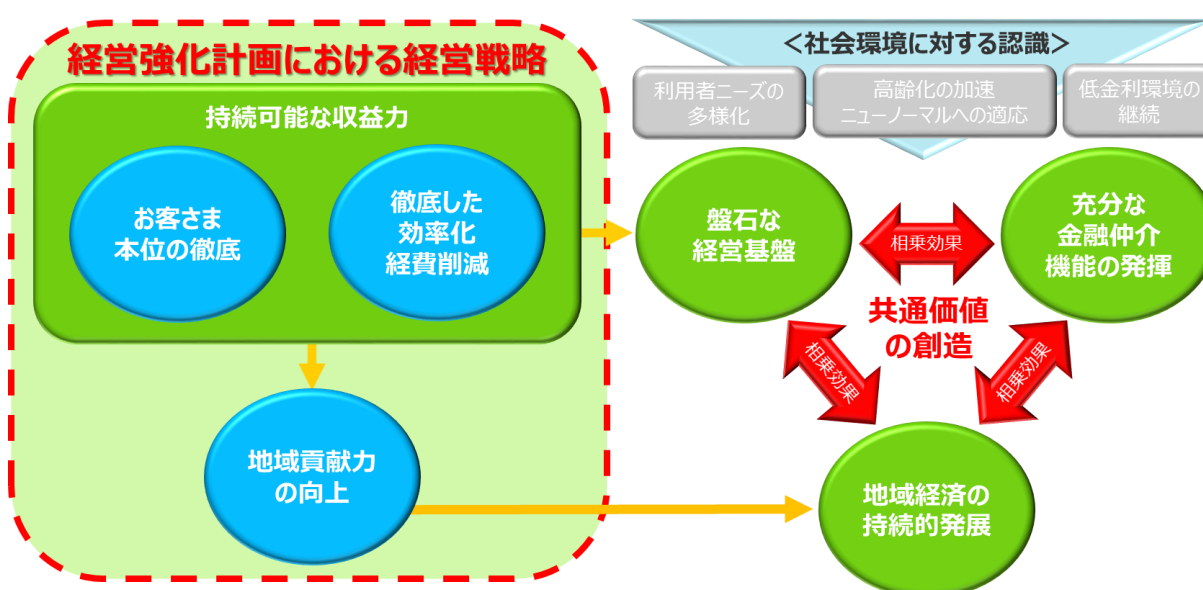 経営強化計画における経営戦略
持続可能な収益力
お客さま
本位の徹底
徹底した
効率化
経費削減
地域貢献力
の向上
＜社会環境に対する認識＞
利用者ニーズの
多様化
高齢化の加速
ニューノーマルへの適応
低金利環境の
継続
盤石な
経営基盤
相乗効果
充分な
金融仲介
機能の発揮
共通価値
の創造
相乗効果
相乗効果
地域経済の
持続的発展